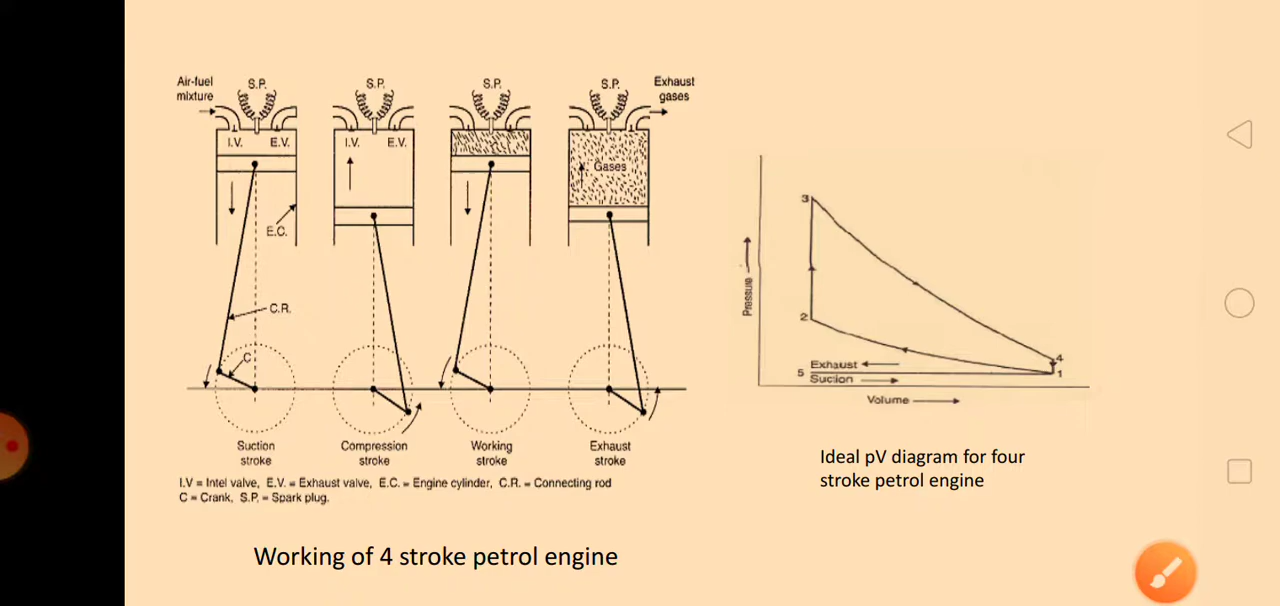 Air-fuel
mixture
S.P.
S.P.
S.P.
S.P.
Exhaust
gases
I.V.
E.V.
I.V.
E.V.
Gases
E.C.
C.R.
C
Suction
stroke
Compression
stroke
Working
stroke
Exhaust
stroke
I.V = Intel valve, E.V. = Exhaust valve, E.C. = Engine cylinder, C.R. = Connecting rod
C = Crank, S.P. = Spark plug.
Working of 4 stroke petrol engine
Pressure
3
2
4
1
5
Exhaust
Suction
Volume
Ideal pV diagram for four
stroke petrol engine